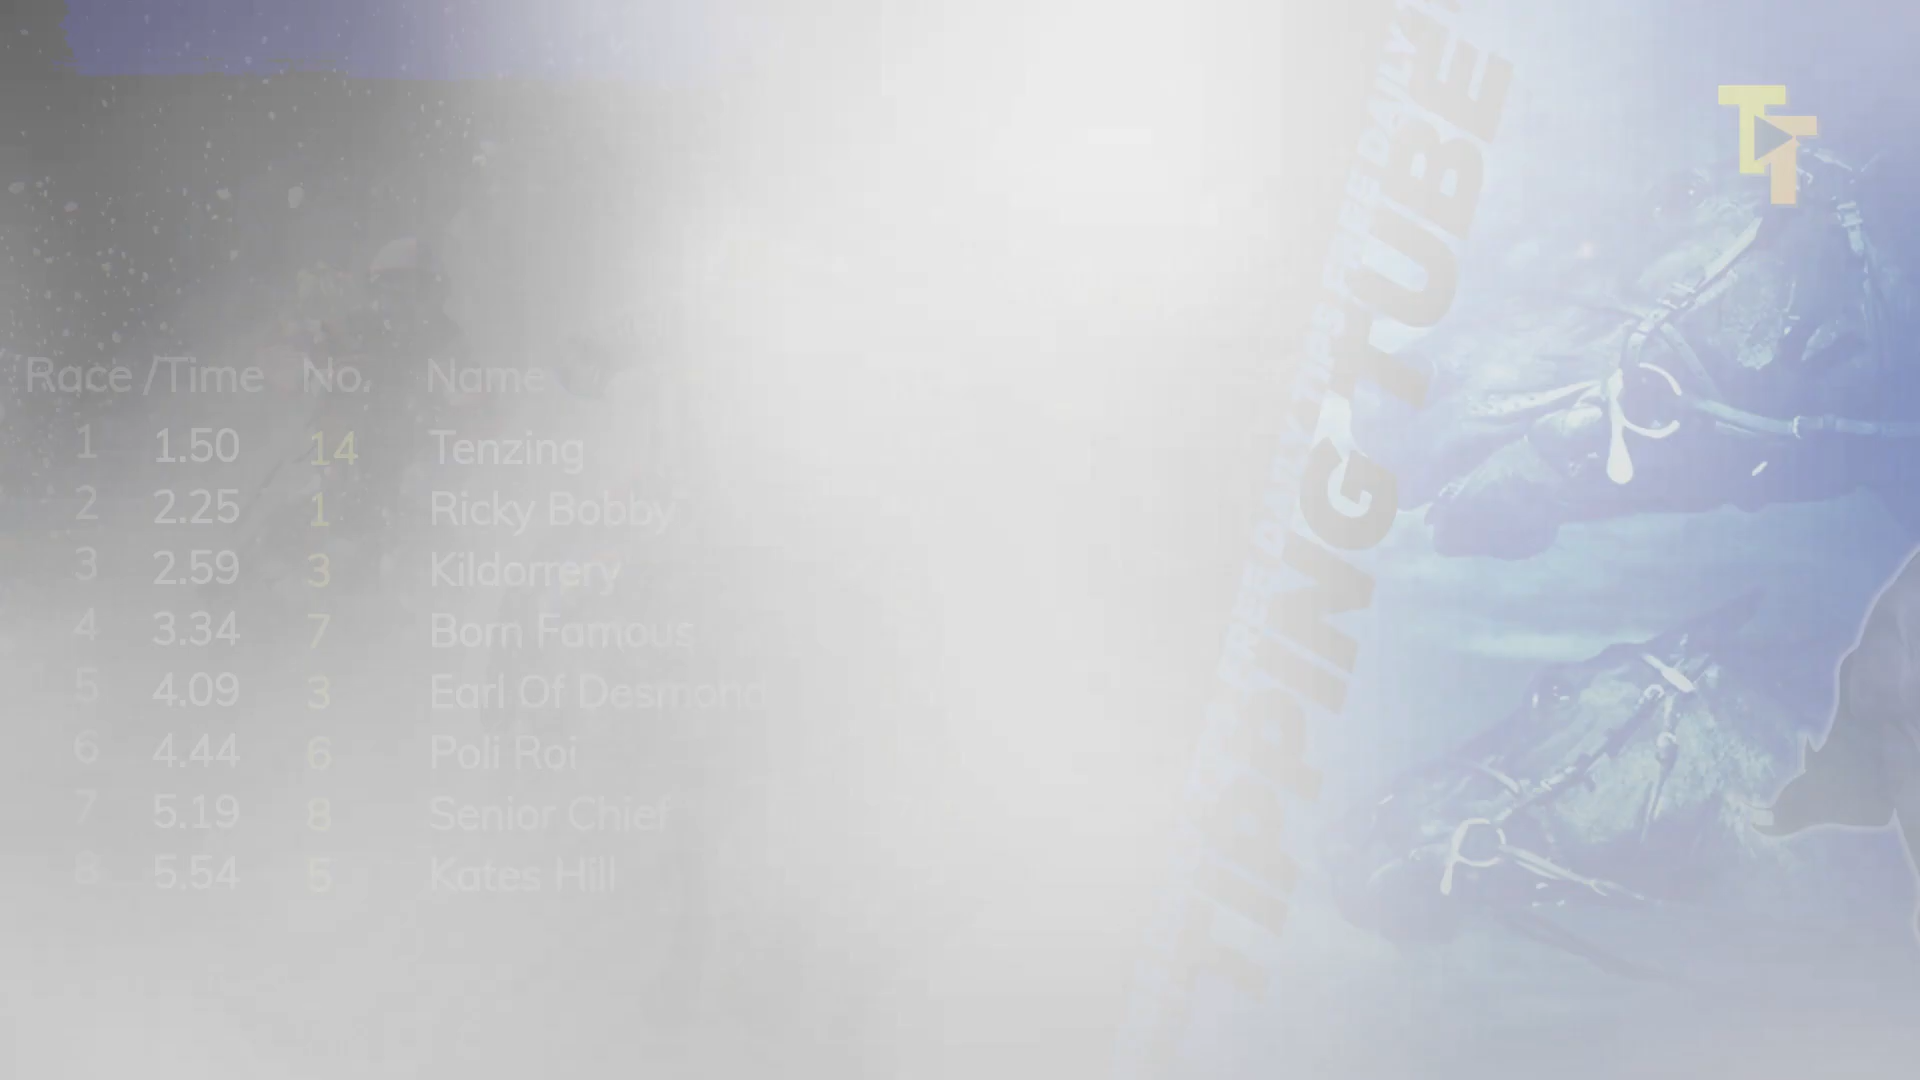 Race /Time No. Name
1 1.50 14 Tenzing
2 2.25 1 Ricky Bobby
3 2.59 3 Kildorrery
4 3.34 7 Born Famous
5 4.09 3 Earl Of Desmond
6 4.44 6 Poli Roi
7 5.19 8 Senior Chief
8 5.54 5 Kates Hill
TIPPING TUBE
TT